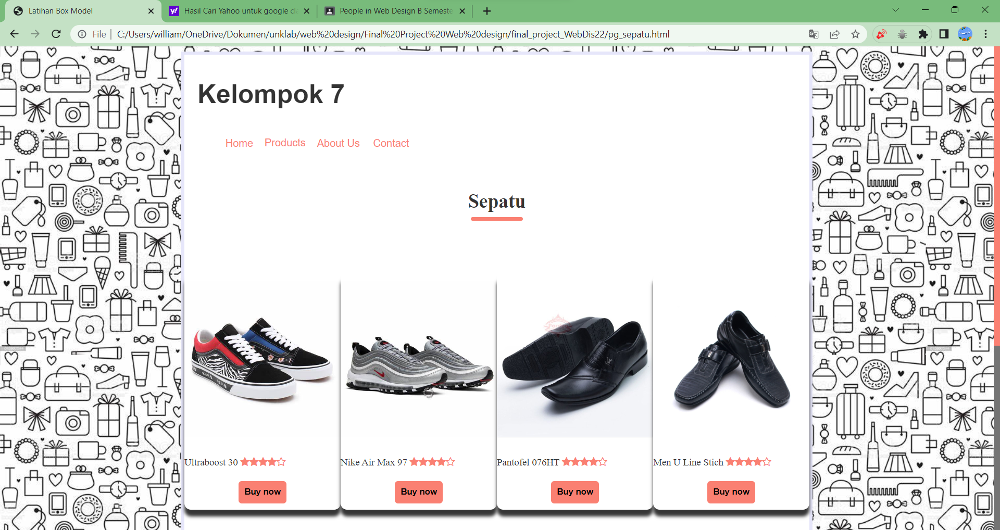 Latihan Box Model
Hasil Cari Yahoo untuk google cla
People in Web Design B Semeste
File
C:/Users/william/OneDrive/Dokumen/unklab/web%20design/Final%20Project%20Web%20design/final_project_WebDis22/pg_sepatu.html
Kelompok 7
Home Products About Us Contact
Sepatu
Ultraboost 30
Nike Air Max 97
Pantofel 076HT
Men U Line Stich
Buy now
Buy now
Buy now
Buy now